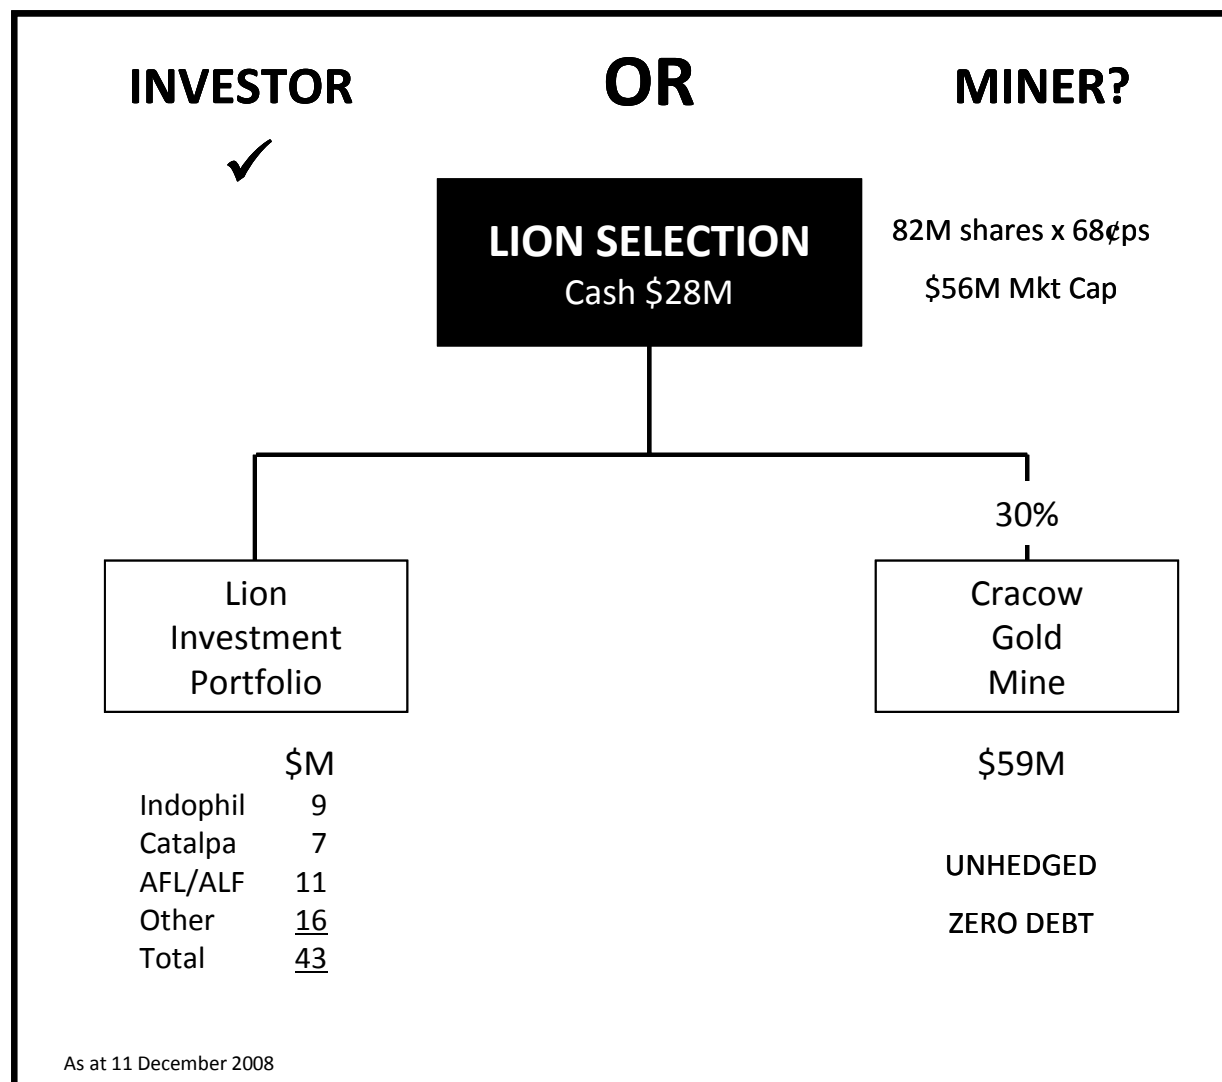 INVESTOR OR MINER?
✓
LION SELECTION
Cash $28M
82M shares x 68¢ps
$56M Mkt Cap
30%
Lion
Investment
Portfolio
Cracow
Gold
Mine
$M
Indophil 9
Catalpa 7
AFL/ALF 11
Other 16
Total 43
$59M
UNHEDGED
ZERO DEBT
As at 11 December 2008